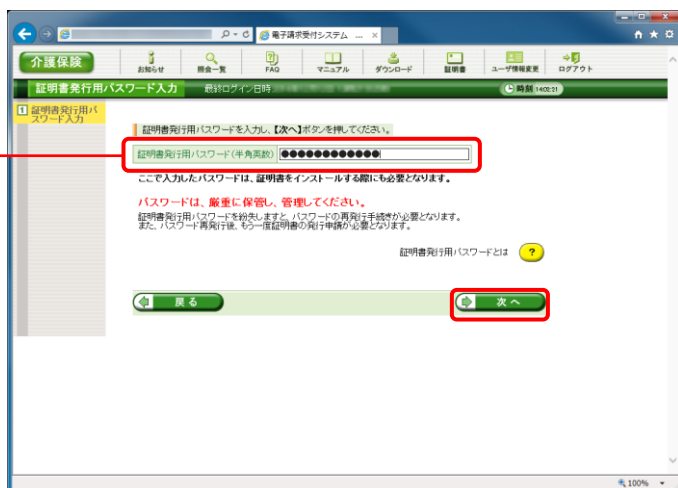 電子請求受付システム ...
介護保険
お知らせ
照会一覧
FAQ
マニュアル
ダウンロード
証明書
ユーザ情報変更
ログアウト
証明書発行用パスワード入力
最終ログイン日時
時刻 14:02:21
1 証明書発行用パ
スワード入力
証明書発行用パスワードを入力し、【次へ】ボタンを押してください。
証明書発行用パスワード(半角英数) ●●●●●●●●●●●●
ここで入力したパスワードは、証明書をインストールする際にも必要となります。
パスワードは、厳重に保管し、管理してください。
証明書発行用パスワードを紛失しますと、パスワードの再発行手続きが必要となります。
また、パスワード再発行後、もう一度証明書の発行申請が必要となります。
証明書発行用パスワードとは ?
戻る
次へ
100%